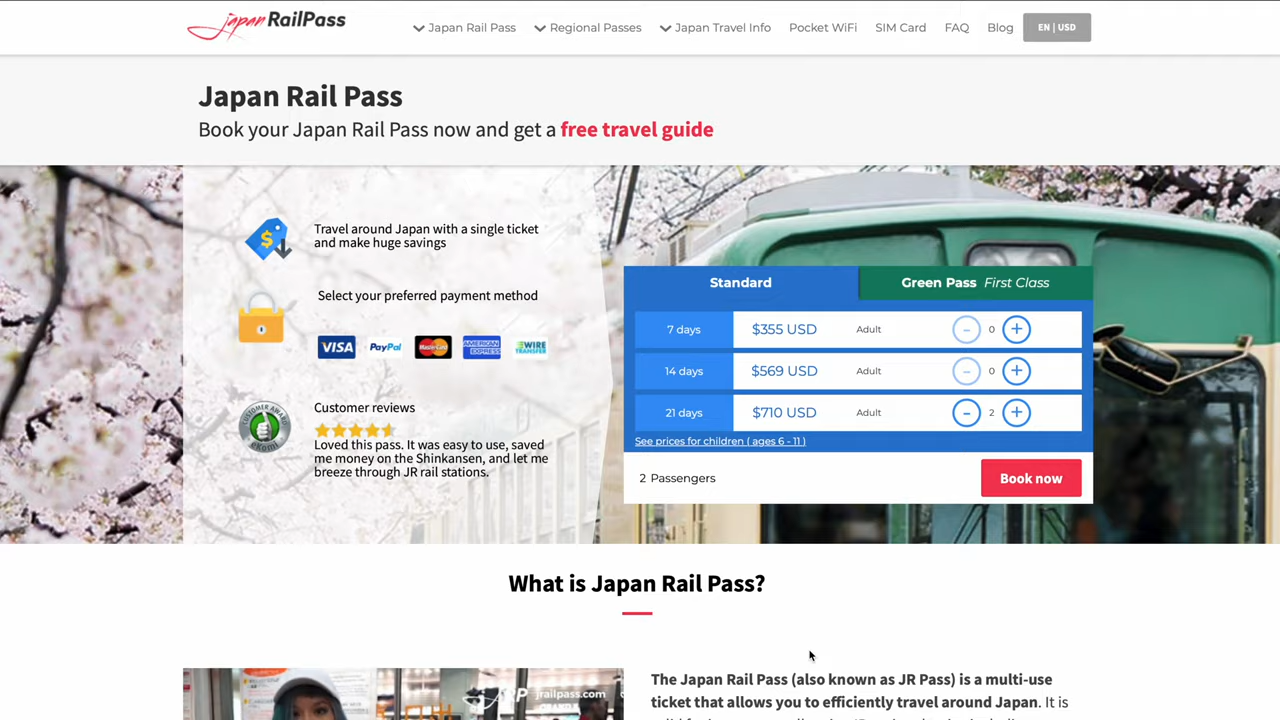 japan RailPass
Japan Rail Pass
Regional Passes
Japan Travel Info
Pocket WiFi
SIM Card
FAQ
Blog
EN | USD
Japan Rail Pass
Book your Japan Rail Pass now and get a free travel guide
Travel around Japan with a single ticket
and make huge savings
Select your preferred payment method
VISA
PayPal
MasterCard
AMERICAN
EXPRESS
WIRE
TRANSFER
CUSTOMER AWARD
eKomi
Customer reviews
Loved this pass. It was easy to use, saved
me money on the Shinkansen, and let me
breeze through JR rail stations.
Standard
Green Pass First Class
7 days $355 USD Adult - 0 +
14 days $569 USD Adult - 0 +
21 days $710 USD Adult - 2 +
See prices for children ( ages 6 - 11 )
2 Passengers
Book now
What is Japan Rail Pass?
jrailpass.com
The Japan Rail Pass (also known as JR Pass) is a multi-use
ticket that allows you to efficiently travel around Japan. It is